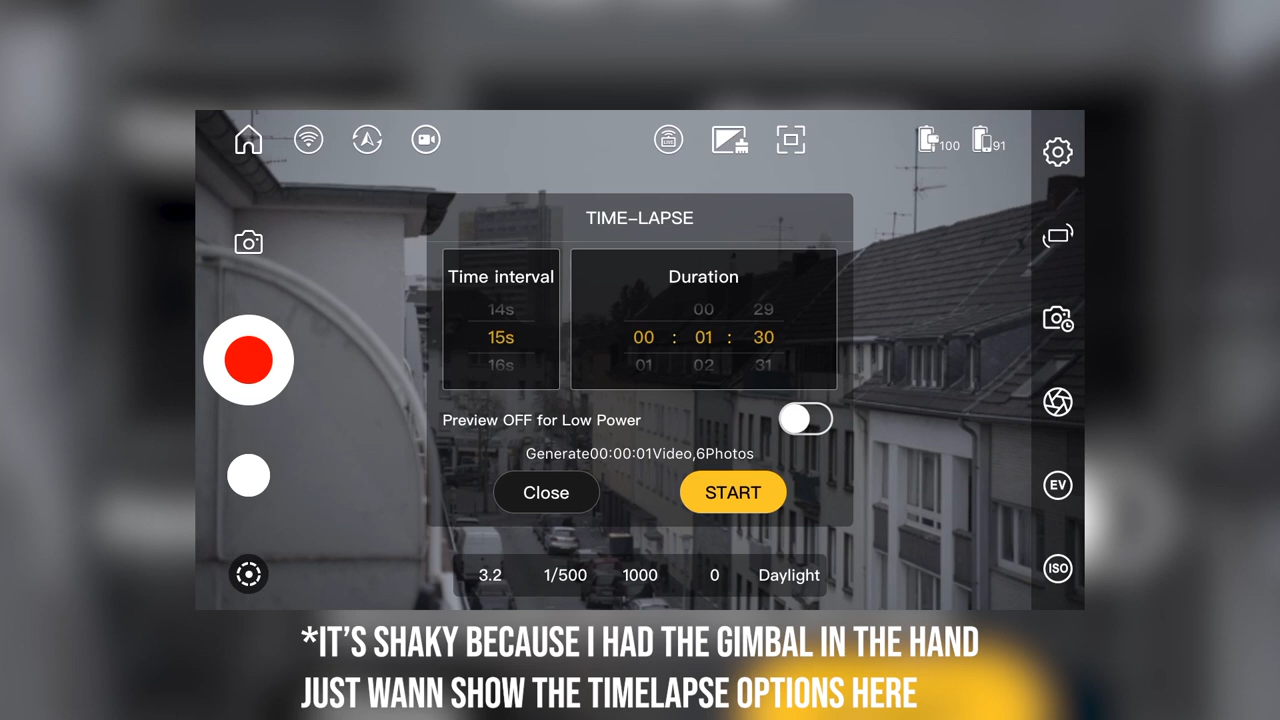 LIVE
100
91
TIME-LAPSE
Time interval
Duration
14s
00 29
15s
00 : 01 : 30
16s
01 02 31
Preview OFF for Low Power
Generate00:00:01Video,6Photos
Close
START
EV
ISO
3.2 1/500 1000 0 Daylight
*IT'S SHAKY BECAUSE I HAD THE GIMBAL IN THE HAND
JUST WANN SHOW THE TIMELAPSE OPTIONS HERE